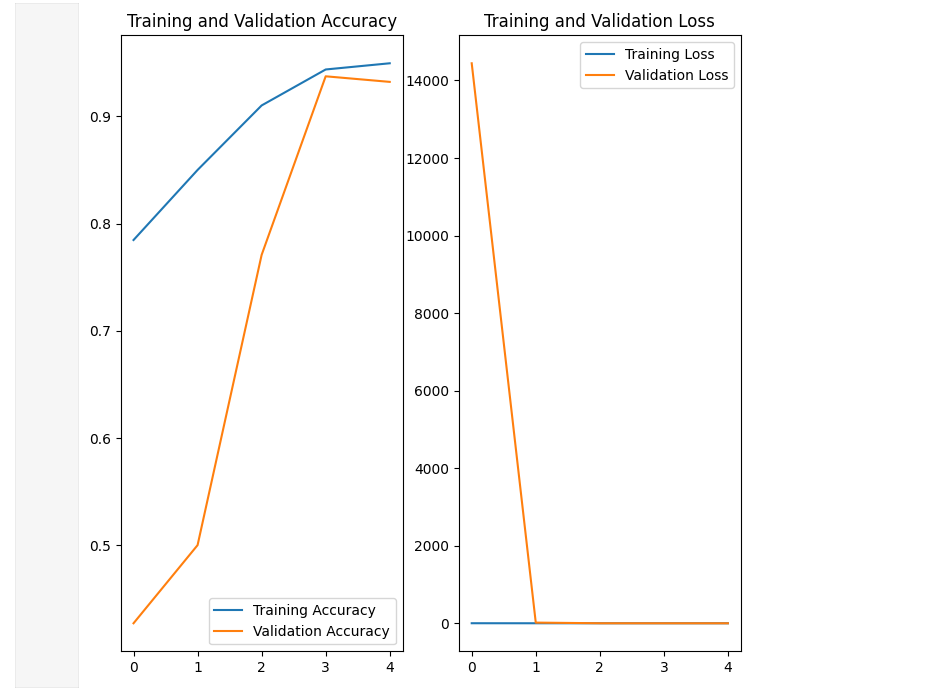 Training and Validation Accuracy
0.9
0.8
0.7
0.6
0.5
Training Accuracy
Validation Accuracy
0 1 2 3 4
Training and Validation Loss
Training Loss
Validation Loss
14000
12000
10000
8000
6000
4000
2000
0
0 1 2 3 4